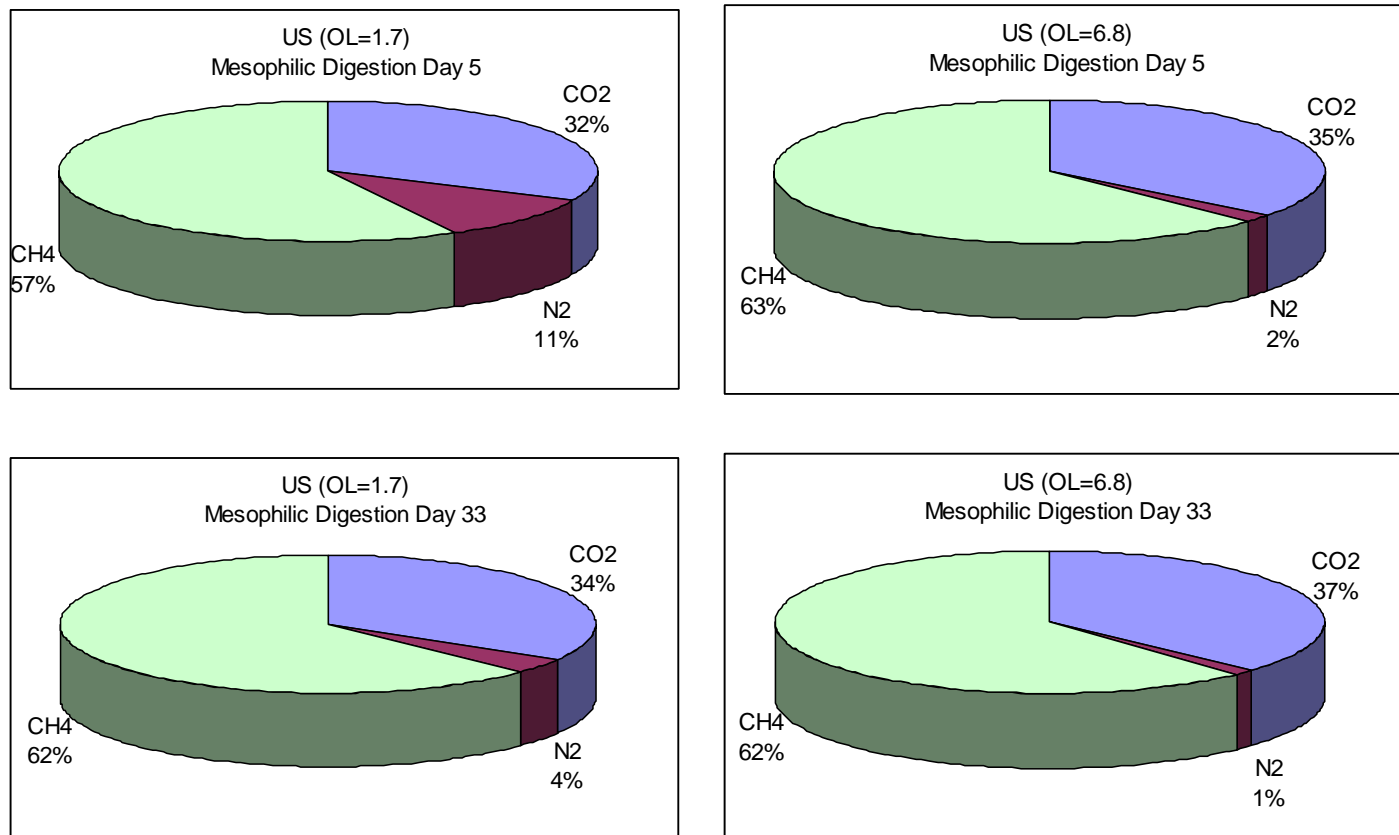 US (OL=1.7)
Mesophilic Digestion Day 5
CO2
32%
CH4
57%
N2
11%
US (OL=6.8)
Mesophilic Digestion Day 5
CO2
35%
CH4
63%
N2
2%
US (OL=1.7)
Mesophilic Digestion Day 33
CO2
34%
CH4
62%
N2
4%
US (OL=6.8)
Mesophilic Digestion Day 33
CO2
37%
CH4
62%
N2
1%